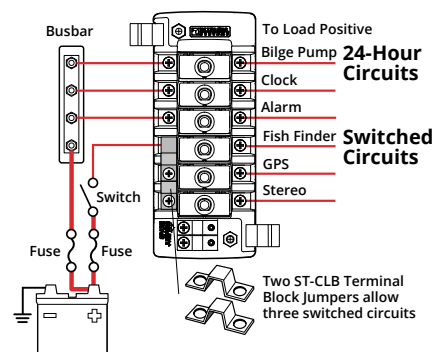 Busbar
To Load Positive
Bilge Pump
24-Hour
Circuits
Clock
Alarm
Fish Finder
Switched
Circuits
GPS
Stereo
Switch
Fuse
Fuse
Two ST-CLB Terminal
Block Jumpers allow
three switched circuits
-
+